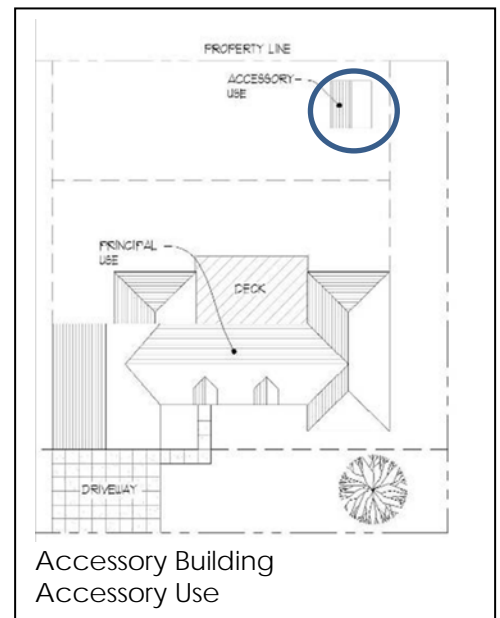 PROPERTY LINE
ACCESSORY
USE
PRINCIPAL
USE
DECK
DRIVEWAY
Accessory Building
Accessory Use